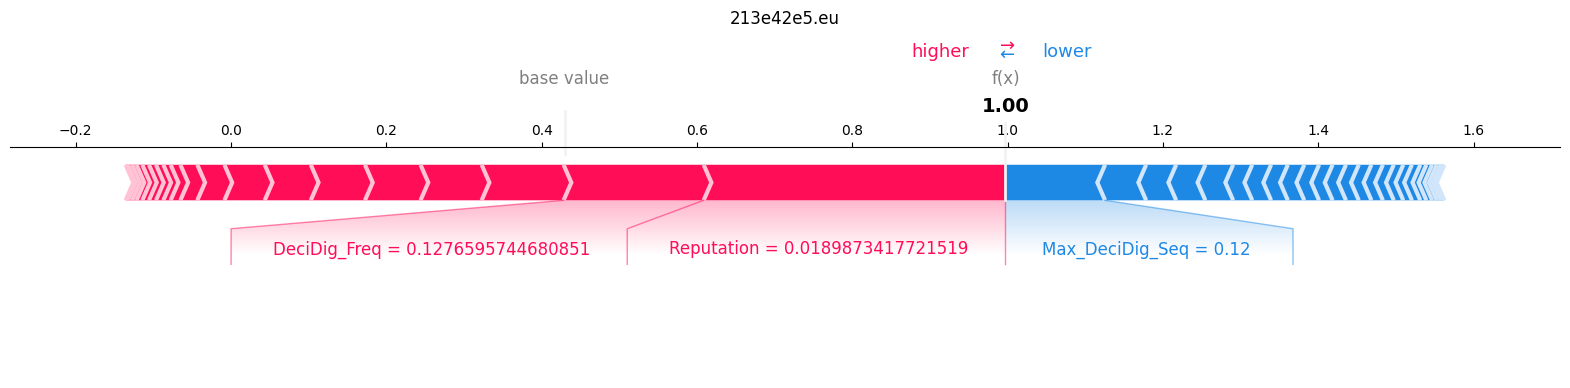 213e42e5.eu
higher → ← lower
base value f(x)
1.00
−0.2 0.0 0.2 0.4 0.6 0.8 1.0 1.2 1.4 1.6
DeciDig_Freq = 0.1276595744680851 Reputation = 0.0189873417721519 Max_DeciDig_Seq = 0.12